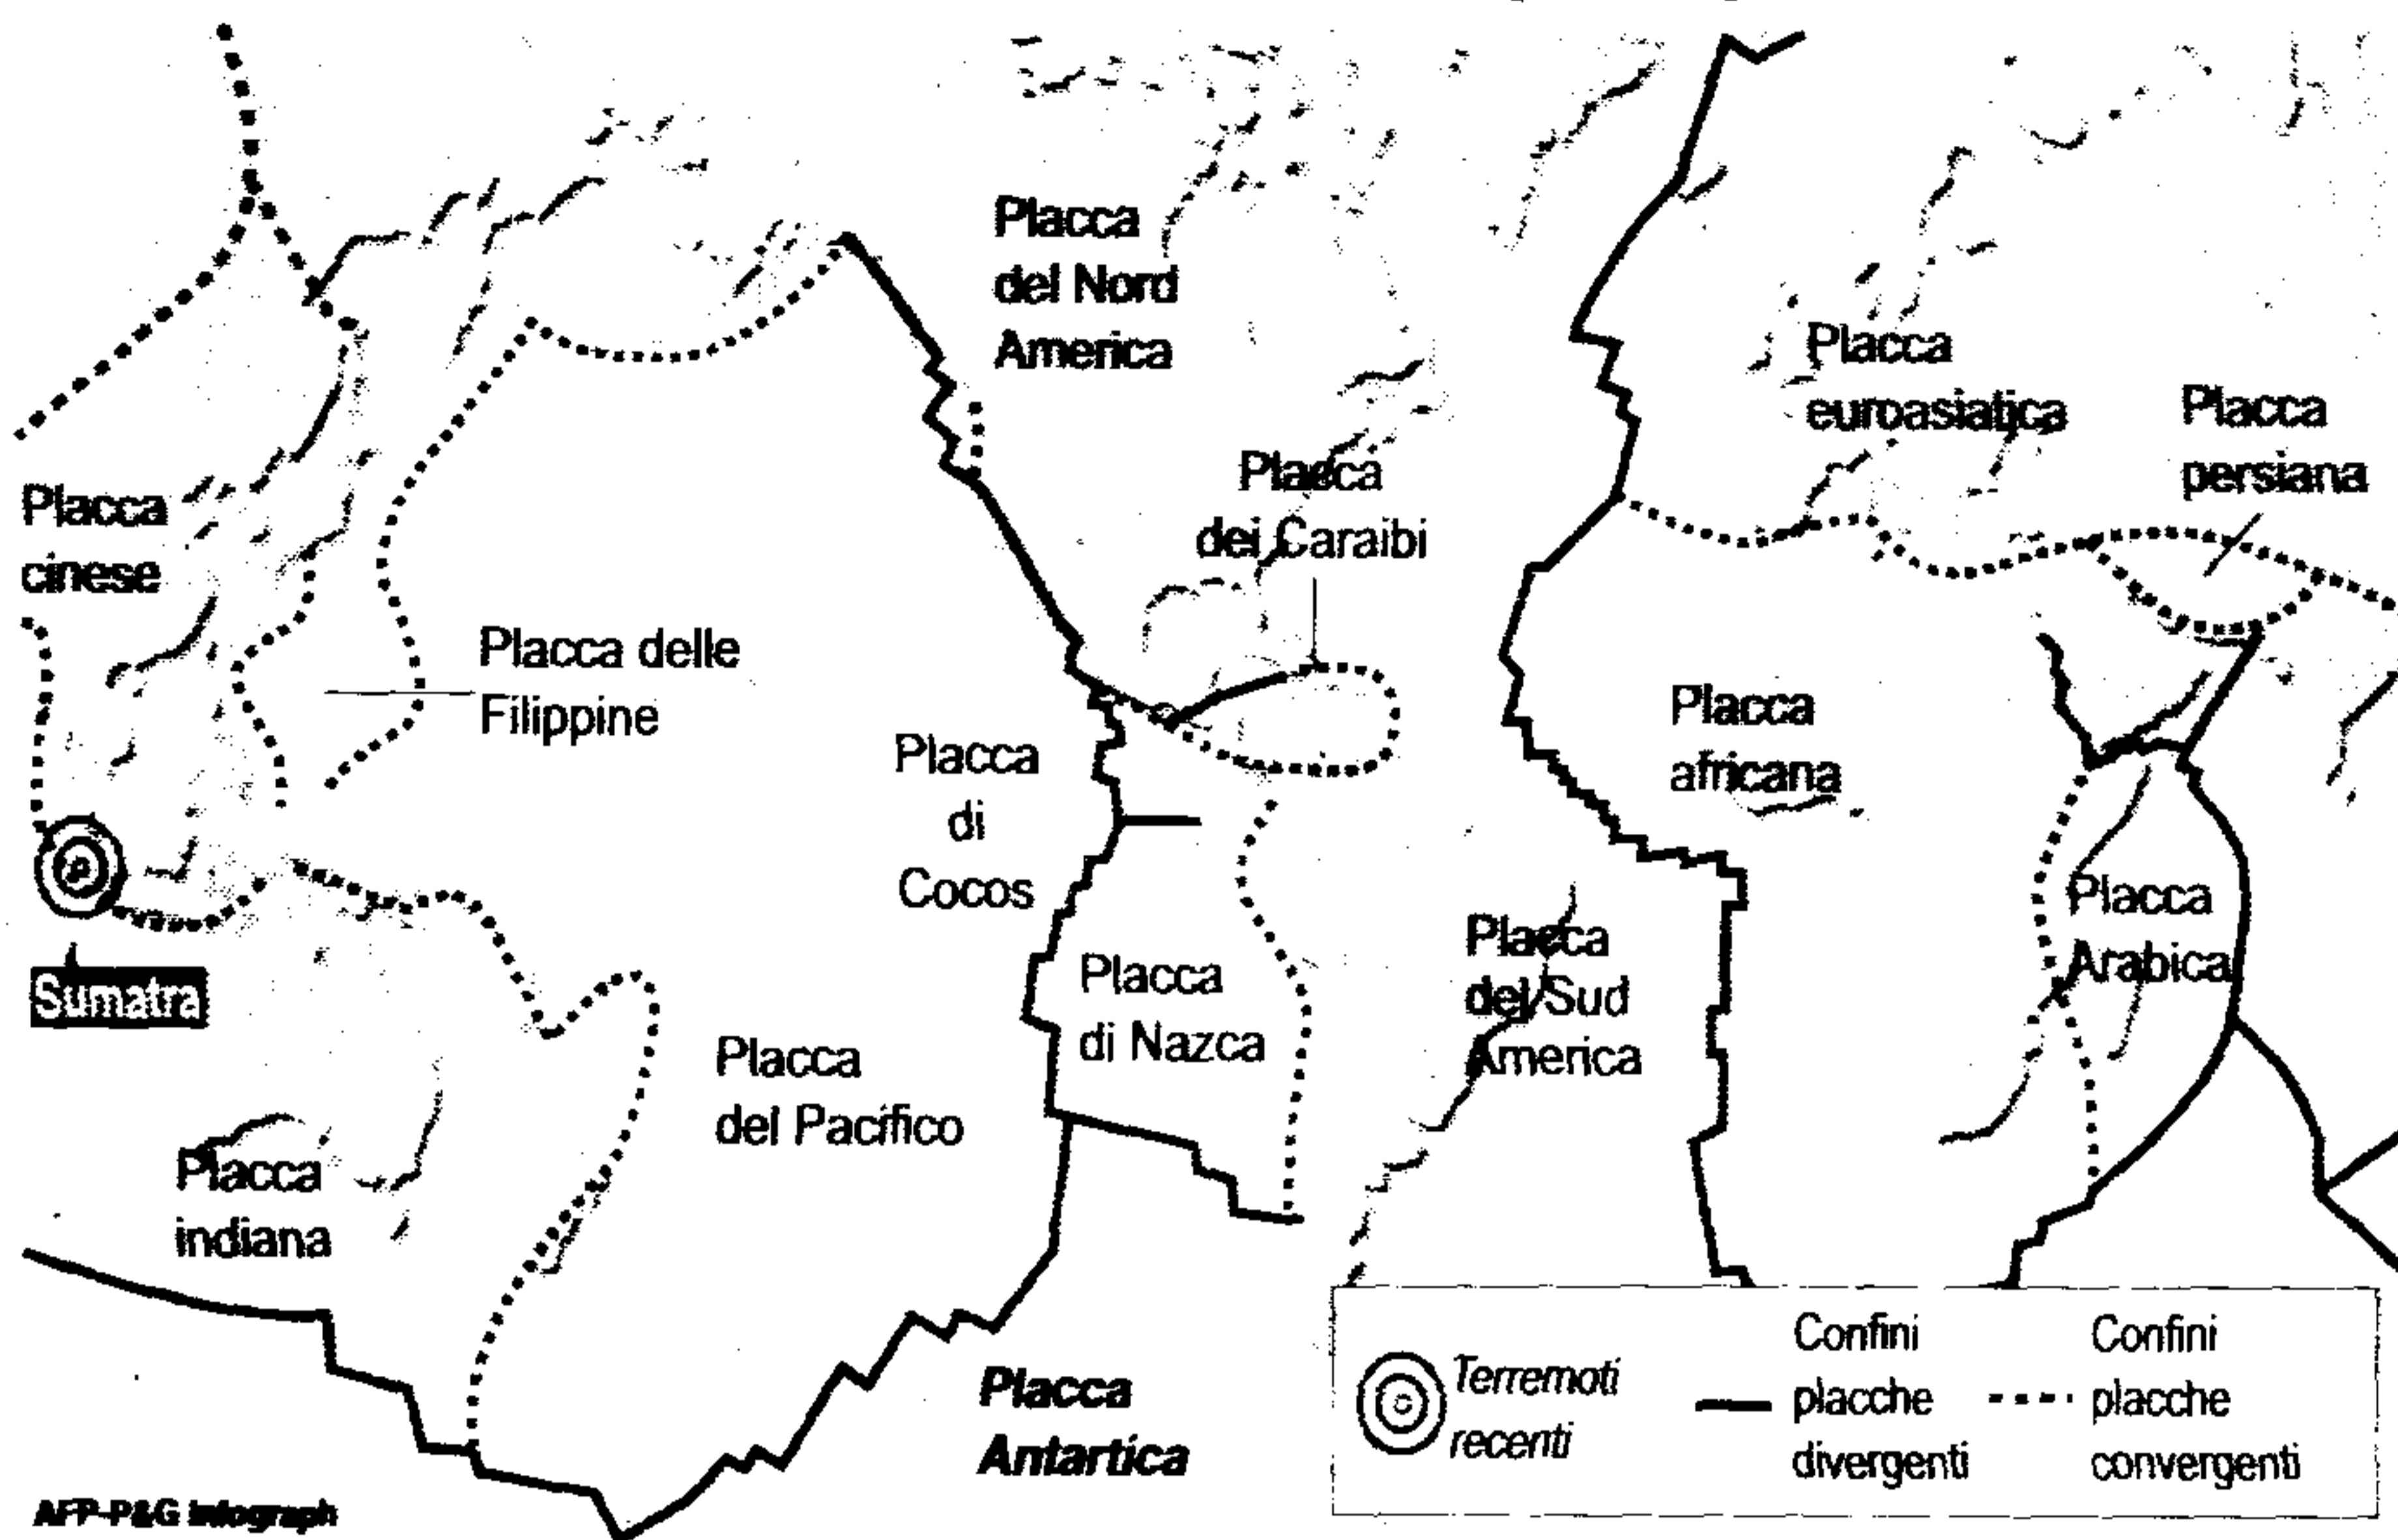 Placca
del Nord
America
Placca
euroasiatica
Placca
persiana
Placca
dei Caraibi
Placca
cinese
Placca delle
Filippine
Placca
di
Cocos
Placca
africana
Placca
Arabica
Sumatra
Placca
di Nazca
Placca
del Sud
America
Placca
del Pacifico
Placca
indiana
Placca
Antartica
Terremoti
recenti
Confini
placche
divergenti
Confini
placche
convergenti
AFP-P&G Infograph